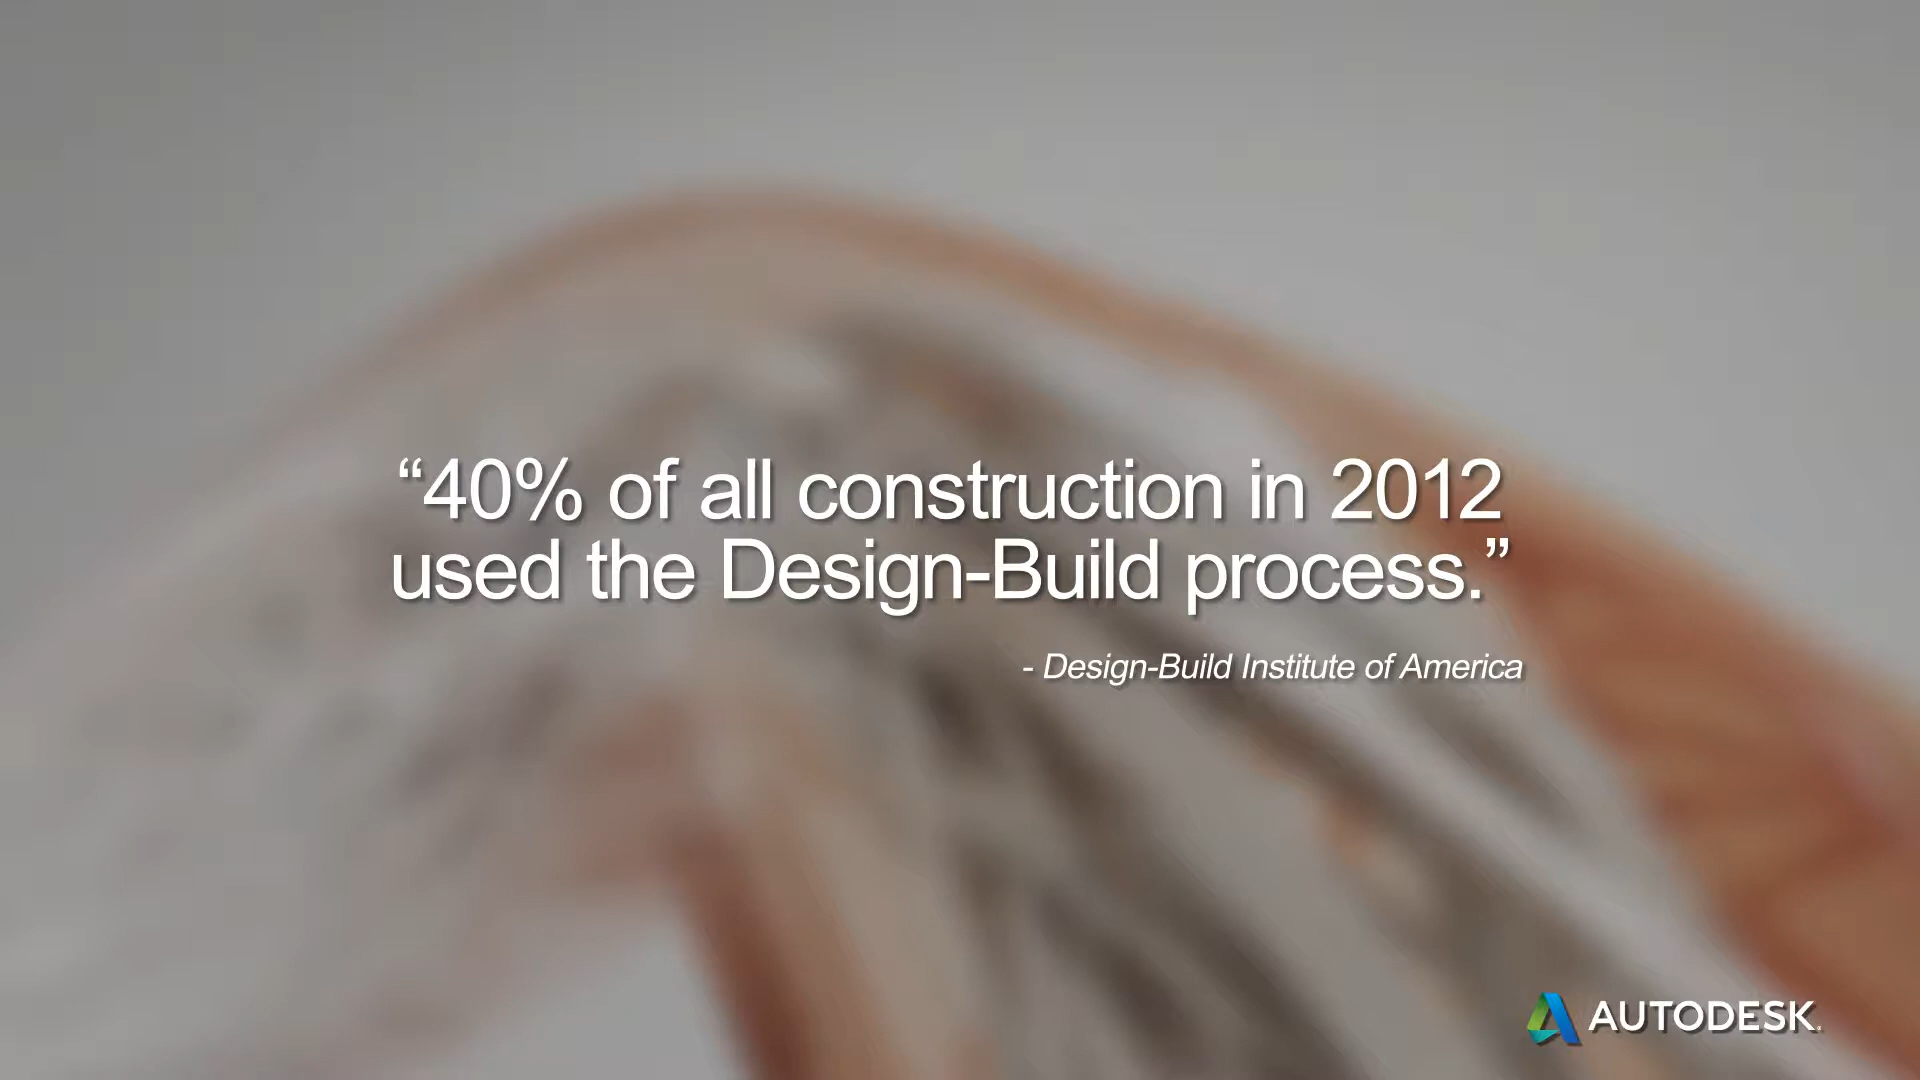 “40% of all construction in 2012
used the Design-Build process.”
- Design-Build Institute of America
AUTODESK.